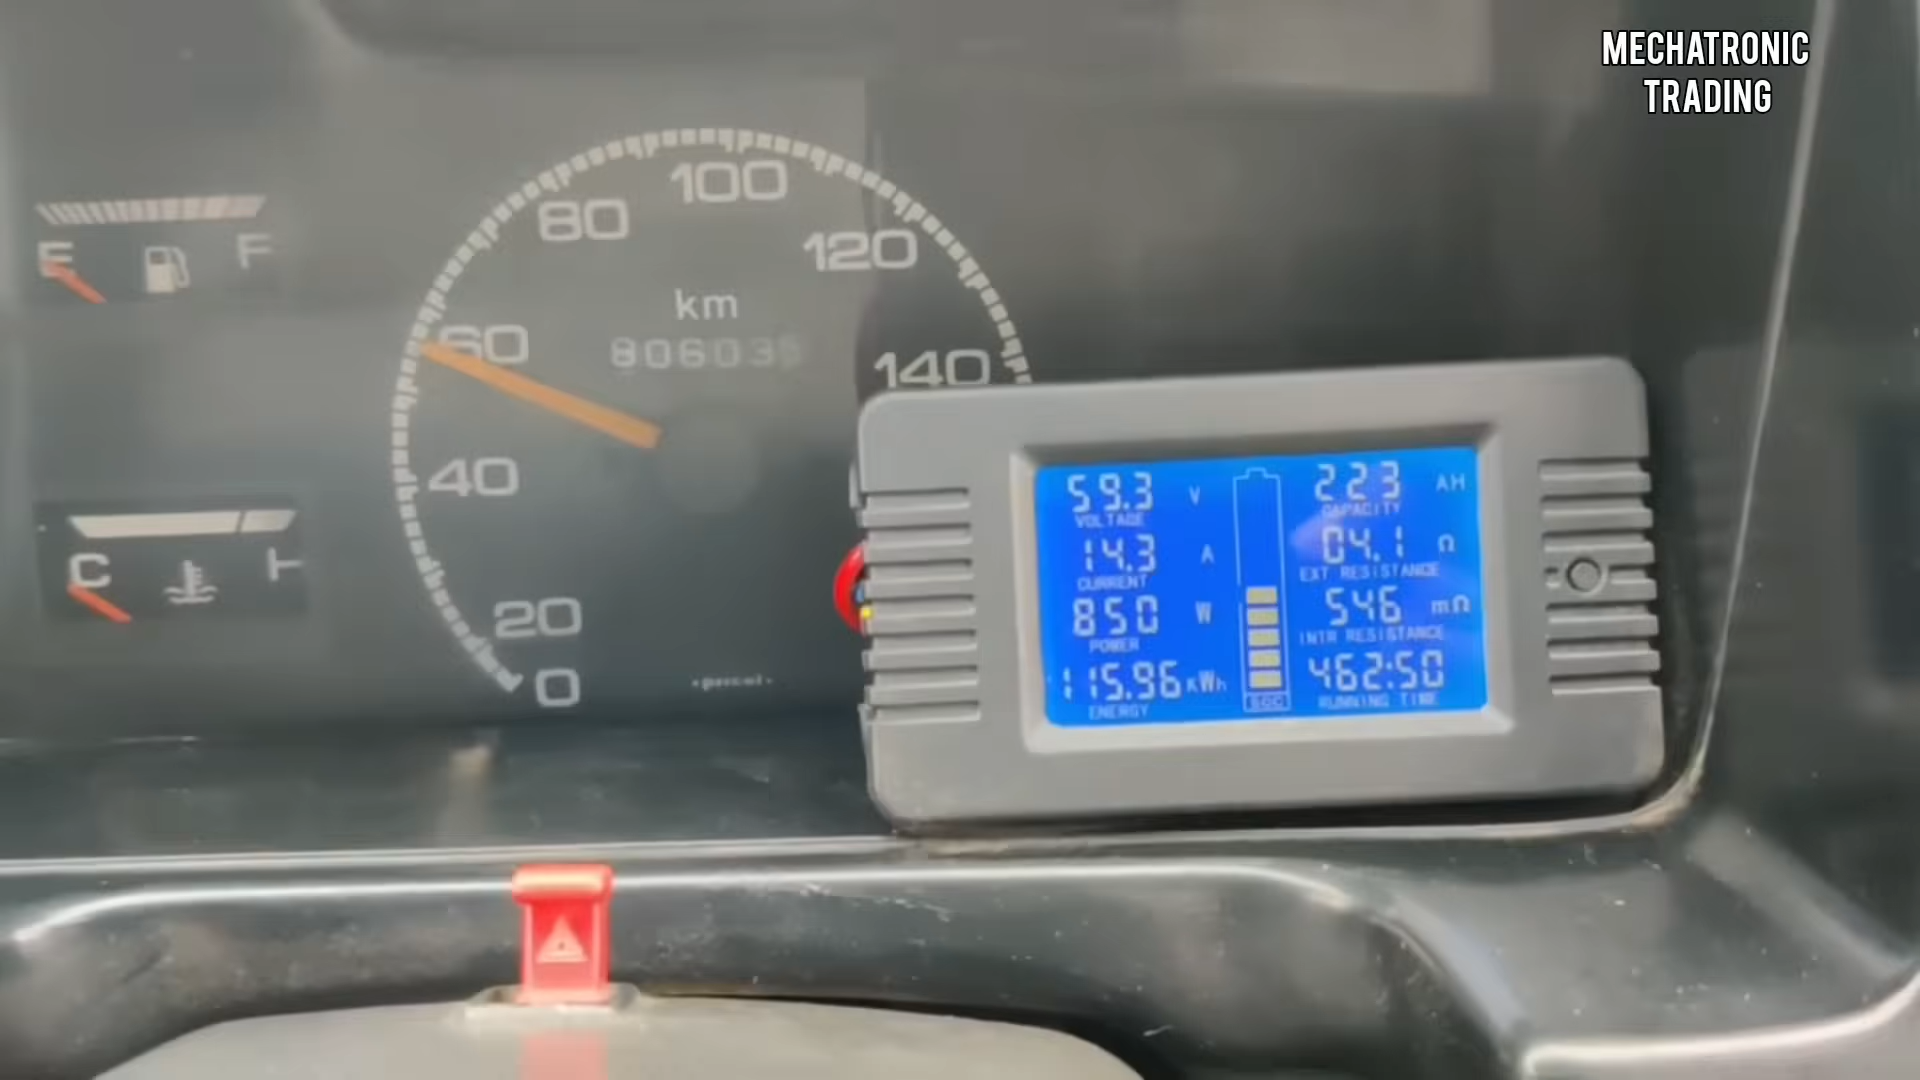 MECHATRONIC
TRADING
100
80
120
E F
km
60
80603
140
40
C H
20
0
59.3 V
VOLTAGE
14.3 A
CURRENT
850 W
POWER
115.96 KWh
ENERGY
223 AH
CAPACITY
04.1 Ω
EXT RESISTANCE
546 mΩ
INTR RESISTANCE
462:50
RUNNING TIME